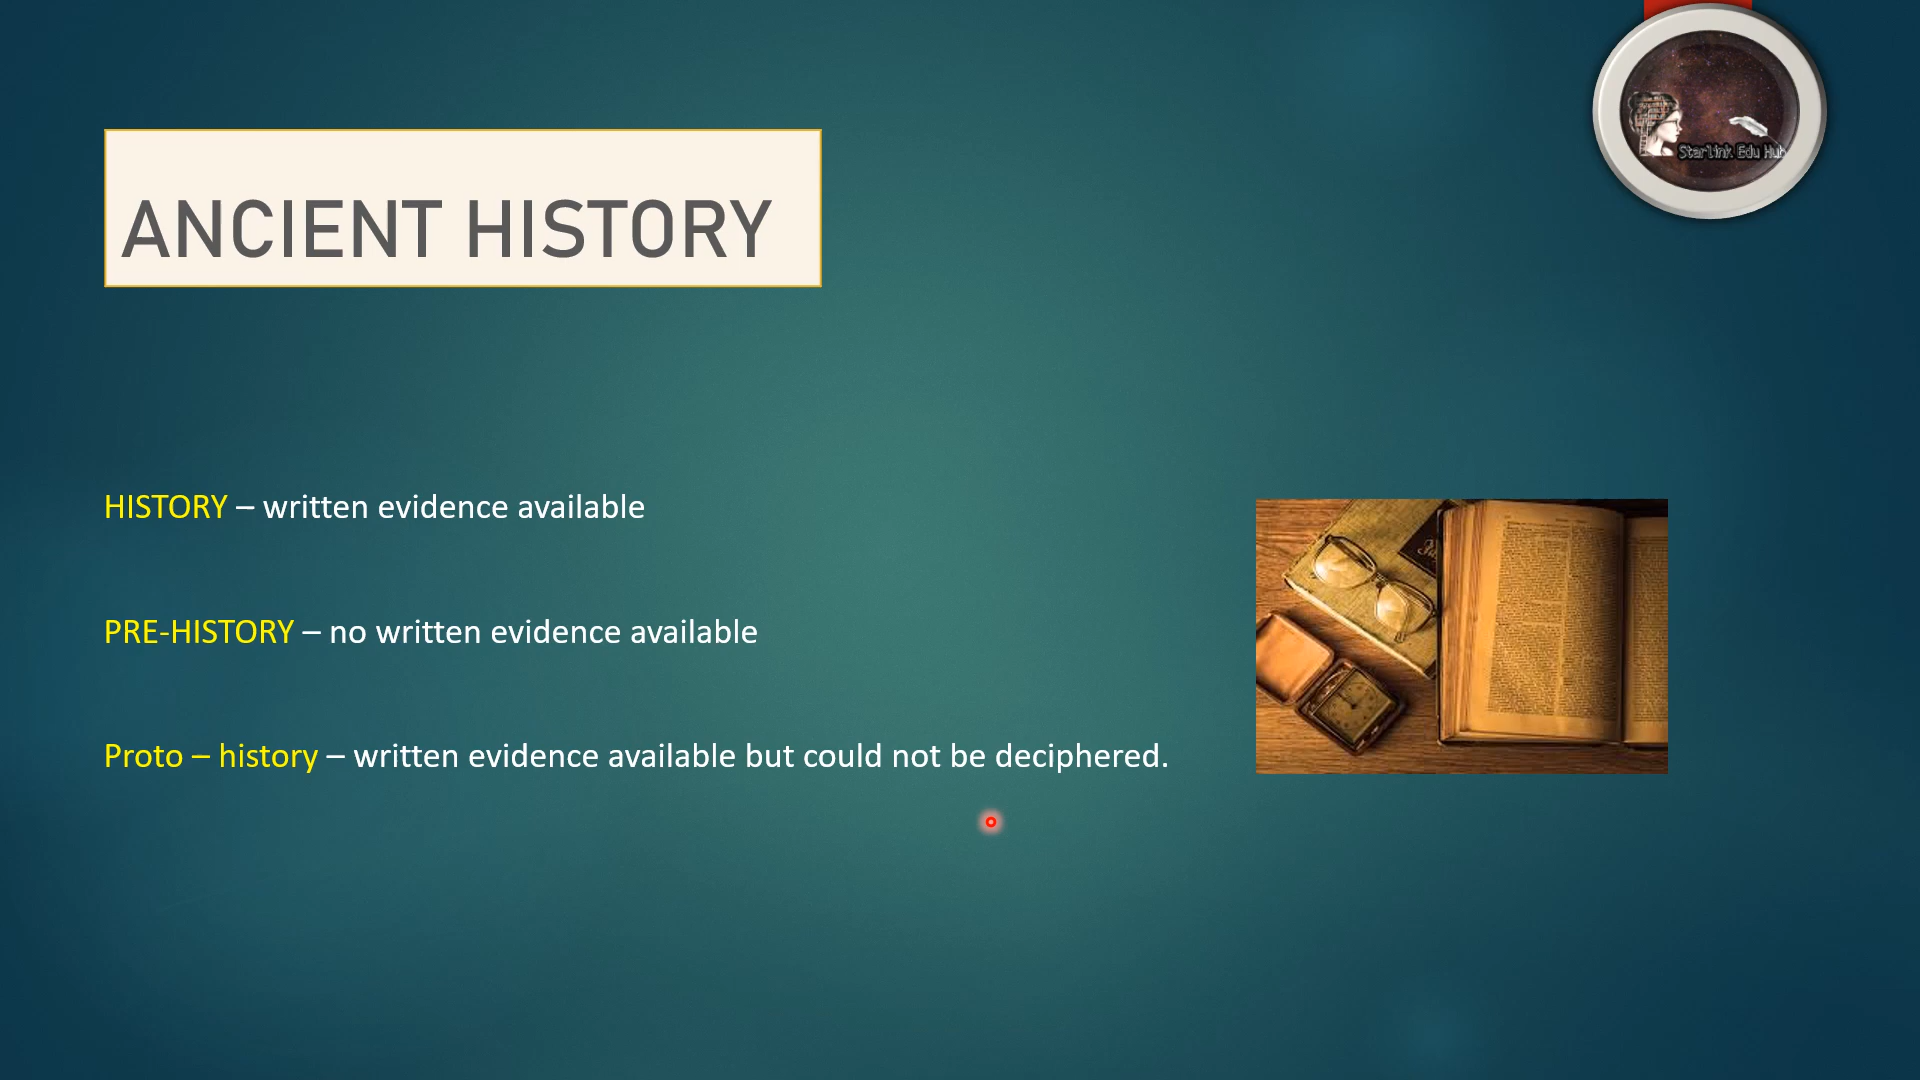 Starlink Edu Hub
ANCIENT HISTORY
HISTORY – written evidence available
PRE-HISTORY – no written evidence available
Proto – history – written evidence available but could not be deciphered.